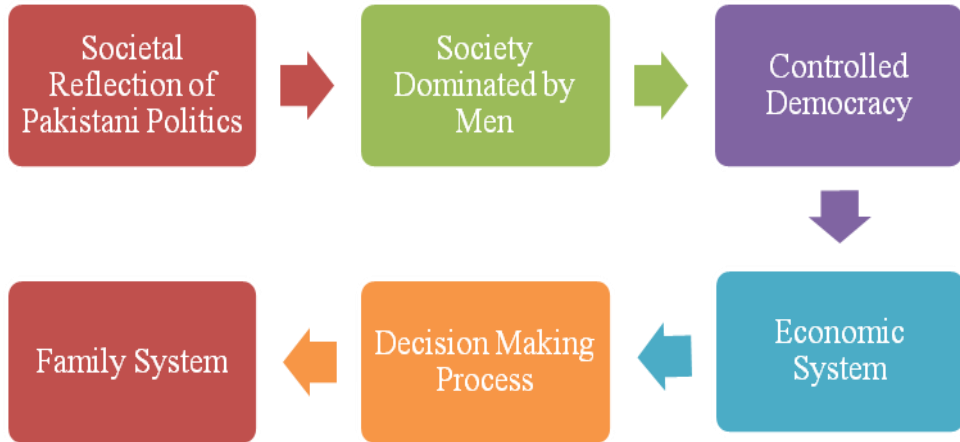 Societal
Reflection of
Pakistani Politics
Society
Dominated by
Men
Controlled
Democracy
Economic
System
Decision Making
Process
Family System